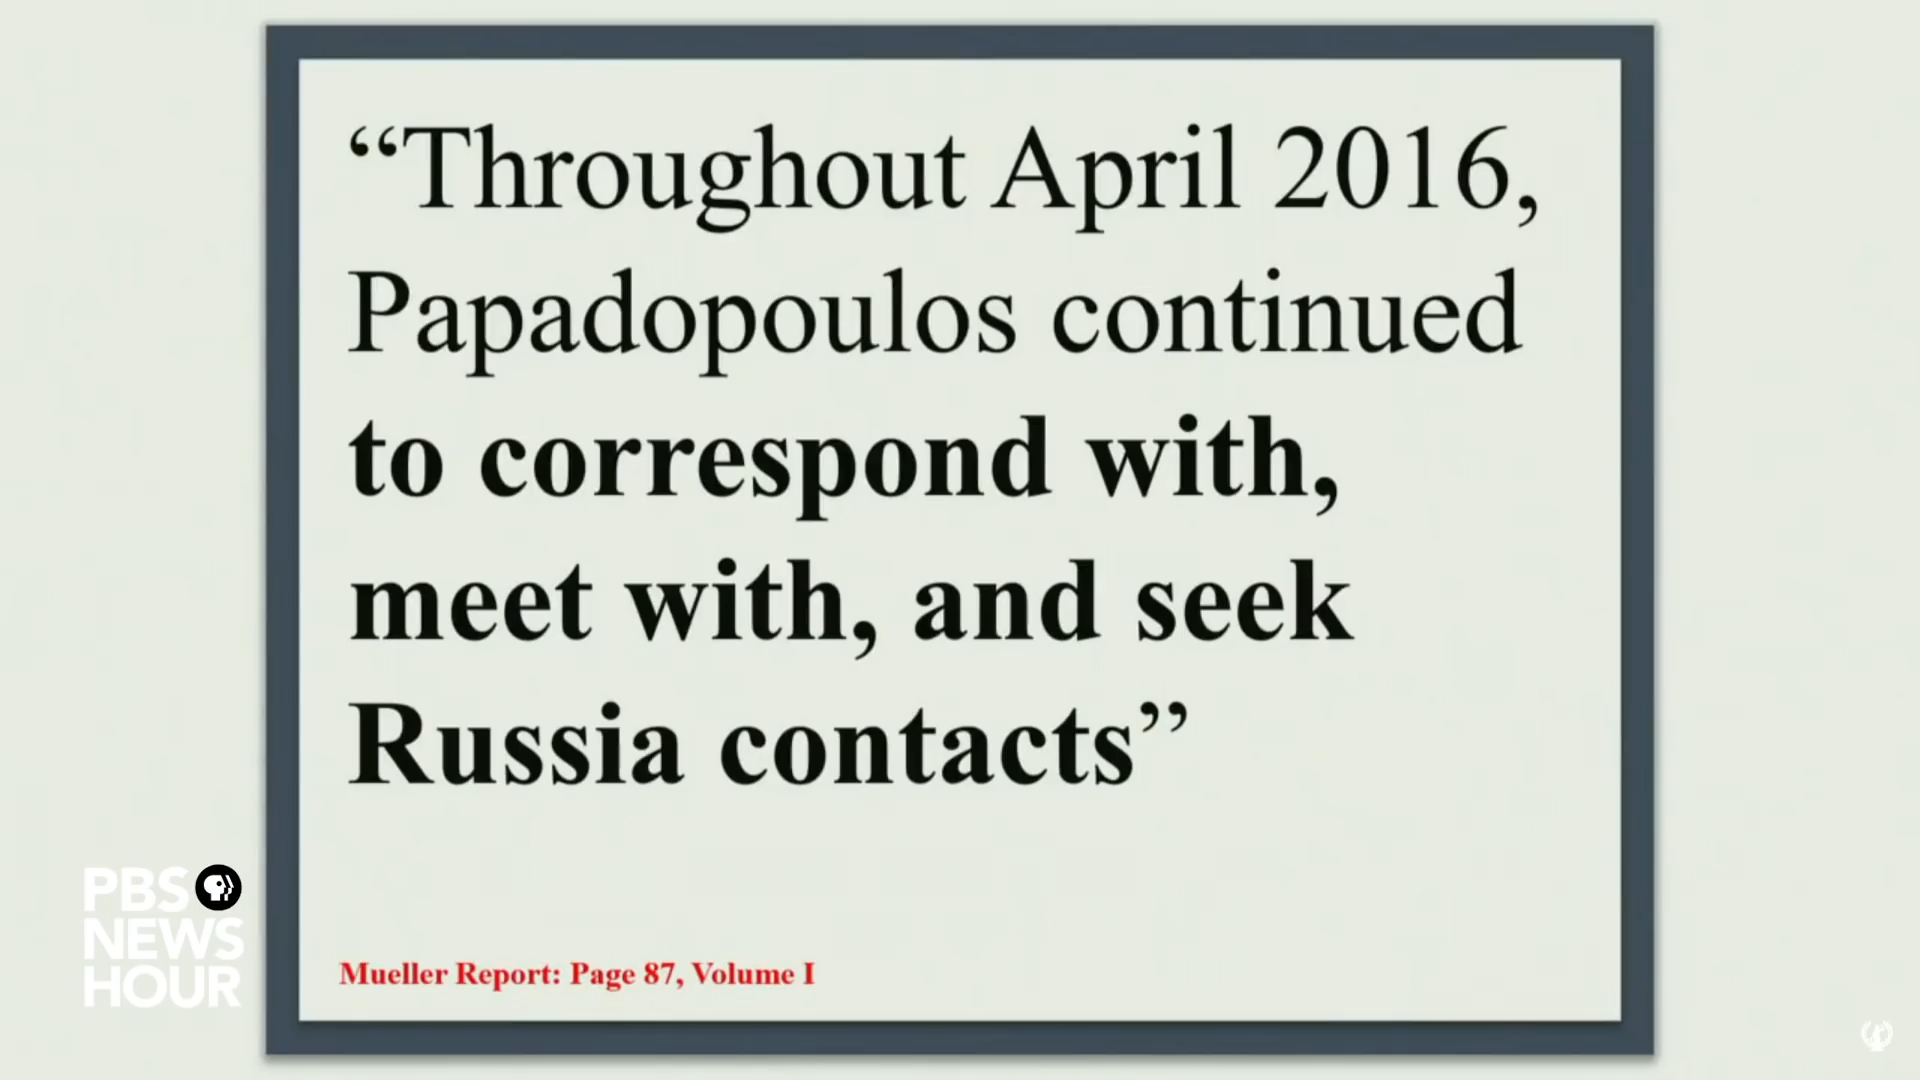 “Throughout April 2016,
Papadopoulos continued
to correspond with,
meet with, and seek
Russia contacts”
PBS
NEWS
HOUR
Mueller Report: Page 87, Volume I